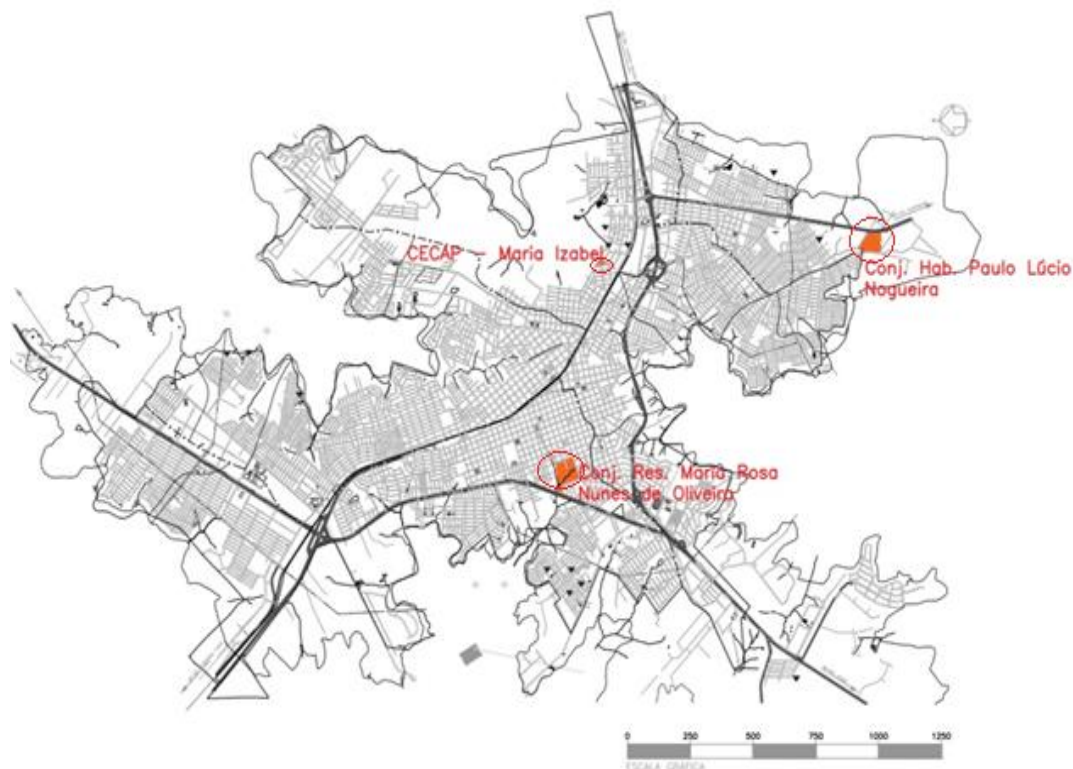 CECAP – Maria Izabel
Conj. Hab. Paulo Lúcio
Nogueira
Conj. Res. Maria Rosa
Nunes de Oliveira
0 250 500 750 1000 1250
ESCALA GRÁFICA